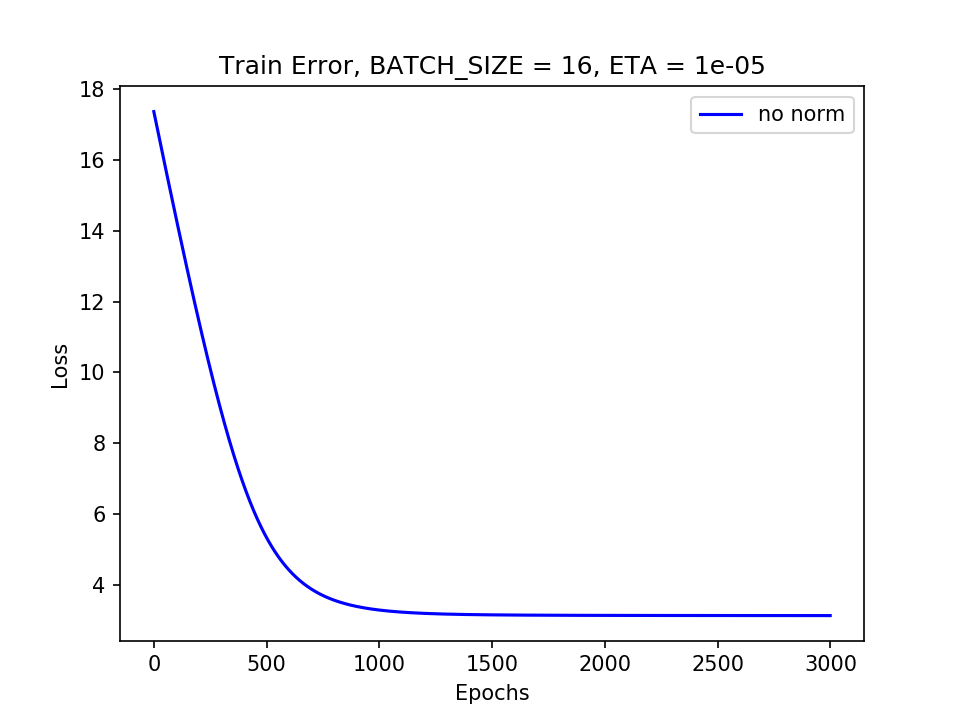 Train Error, BATCH_SIZE = 16, ETA = 1e-05
no norm
Loss
18
16
14
12
10
8
6
4
0 500 1000 1500 2000 2500 3000
Epochs